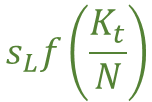 s_L f (K_t / N)